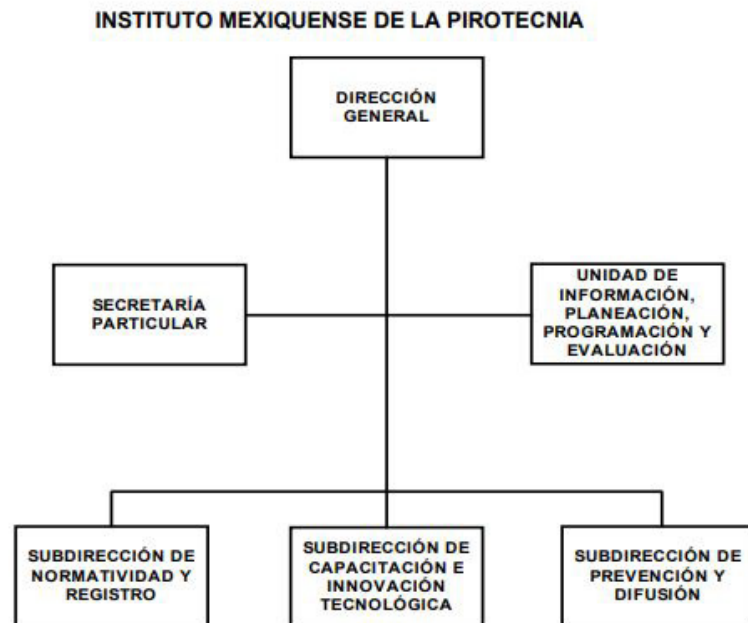 INSTITUTO MEXIQUENSE DE LA PIROTECNIA
DIRECCIÓN
GENERAL
SECRETARÍA
PARTICULAR
UNIDAD DE
INFORMACIÓN,
PLANEACIÓN,
PROGRAMACIÓN Y
EVALUACIÓN
SUBDIRECCIÓN DE
NORMATIVIDAD Y
REGISTRO
SUBDIRECCIÓN DE
CAPACITACIÓN E
INNOVACIÓN
TECNOLÓGICA
SUBDIRECCIÓN DE
PREVENCIÓN Y
DIFUSIÓN